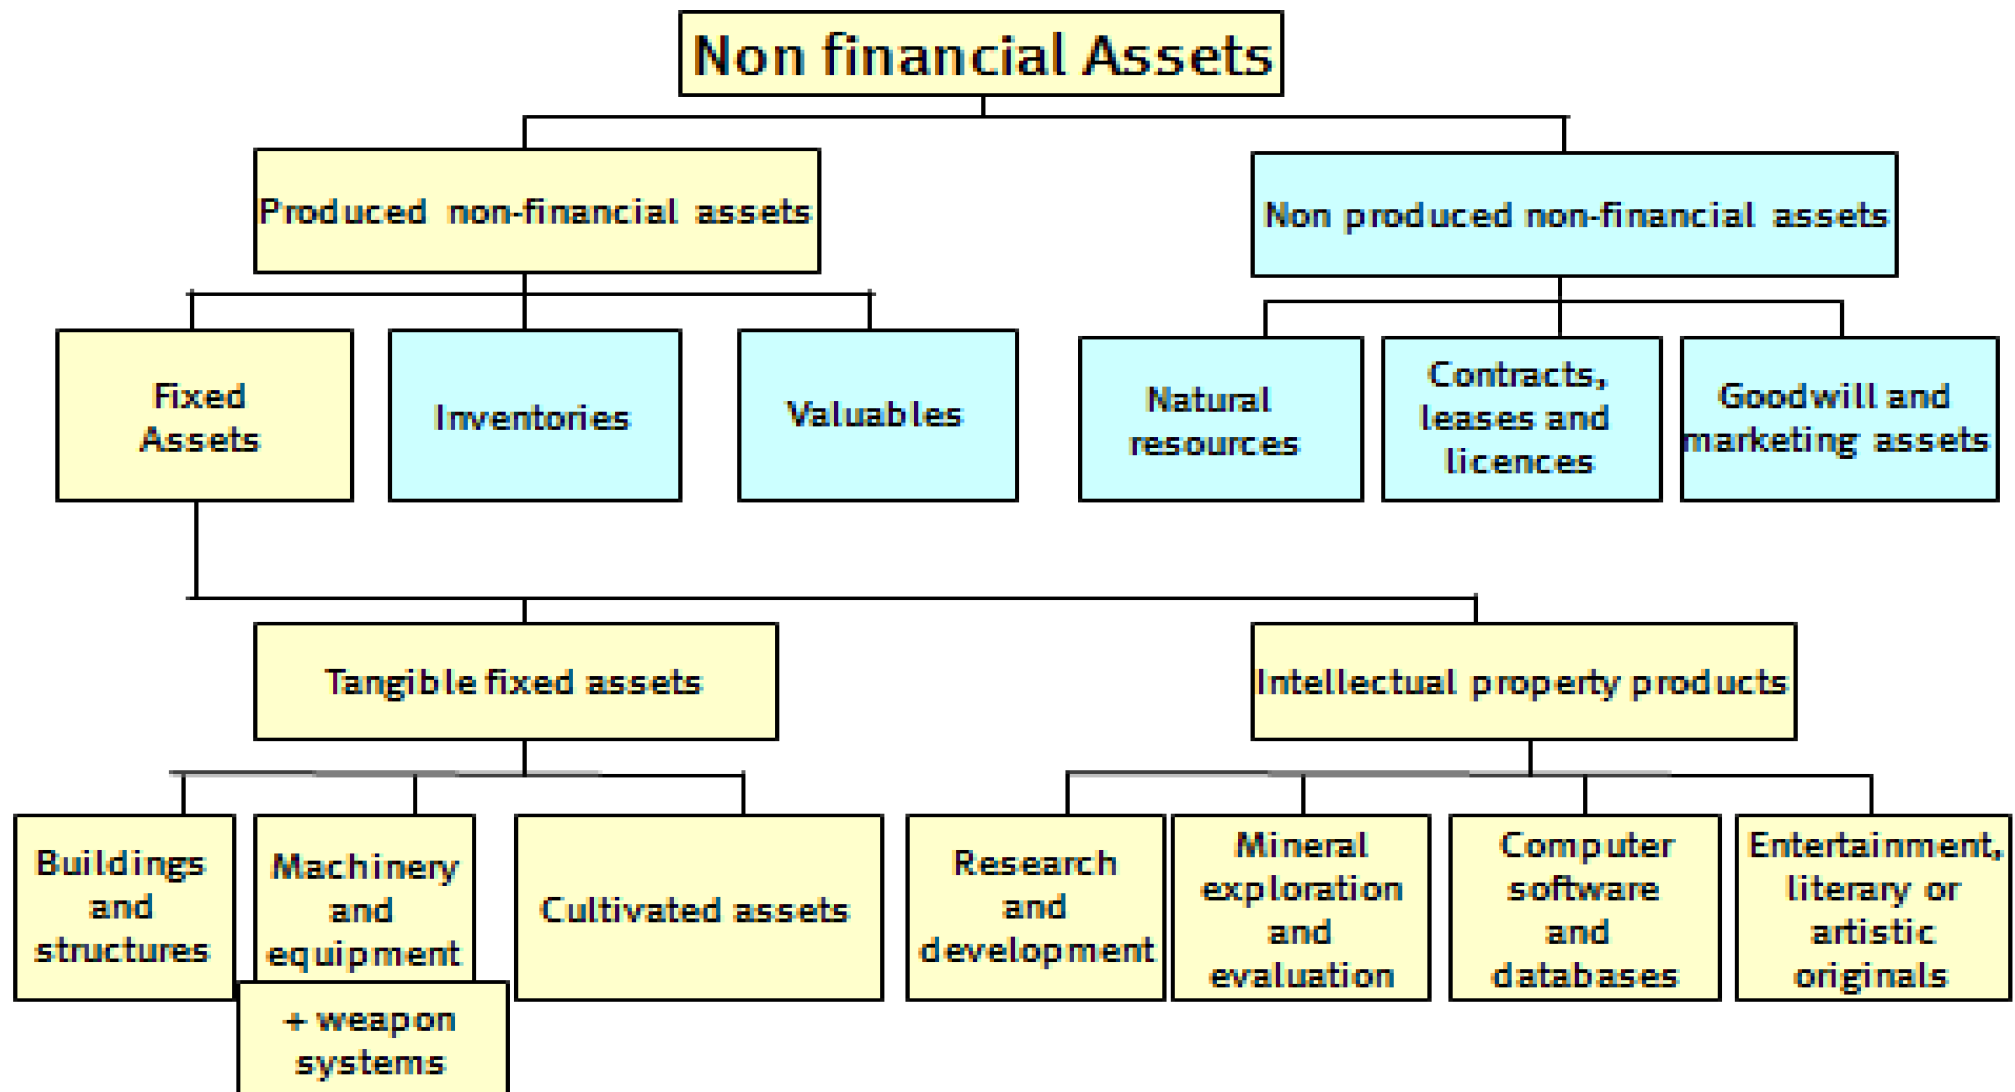 Non financial Assets
Produced non-financial assets
Non produced non-financial assets
Fixed
Assets
Inventories
Valuables
Natural
resources
Contracts,
leases and
licences
Goodwill and
marketing assets
Tangible fixed assets
Intellectual property products
Buildings
and
structures
Machinery
and
equipment
+ weapon
systems
Cultivated assets
Research
and
development
Mineral
exploration
and
evaluation
Computer
software
and
databases
Entertainment,
literary or
artistic
originals